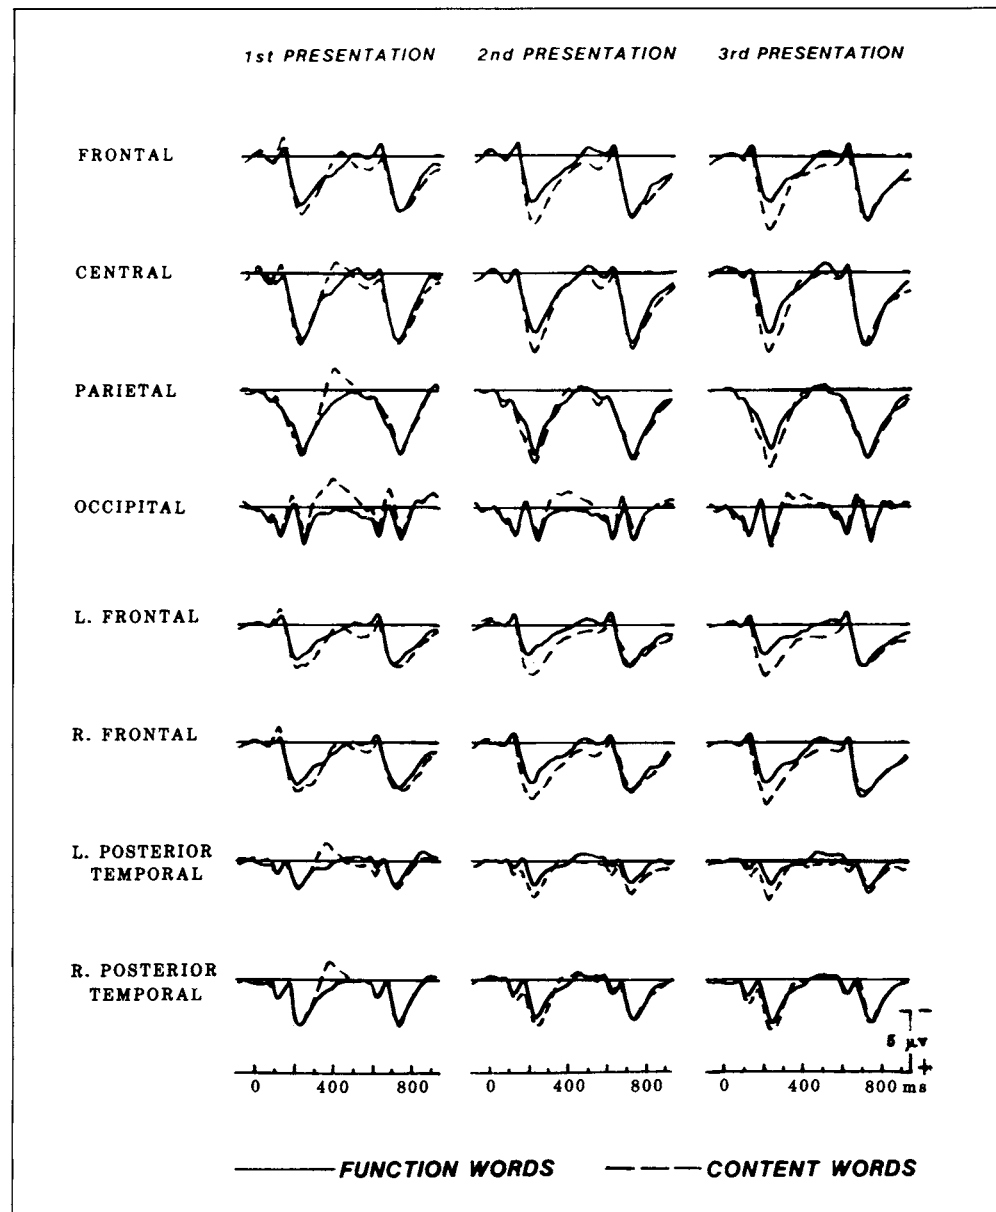 1st PRESENTATION 2nd PRESENTATION 3rd PRESENTATION
FRONTAL
CENTRAL
PARIETAL
OCCIPITAL
L. FRONTAL
R. FRONTAL
L. POSTERIOR
TEMPORAL
R. POSTERIOR
TEMPORAL
−
5 μv
+
0 400 800 0 400 800 0 400 800 ms
FUNCTION WORDS CONTENT WORDS